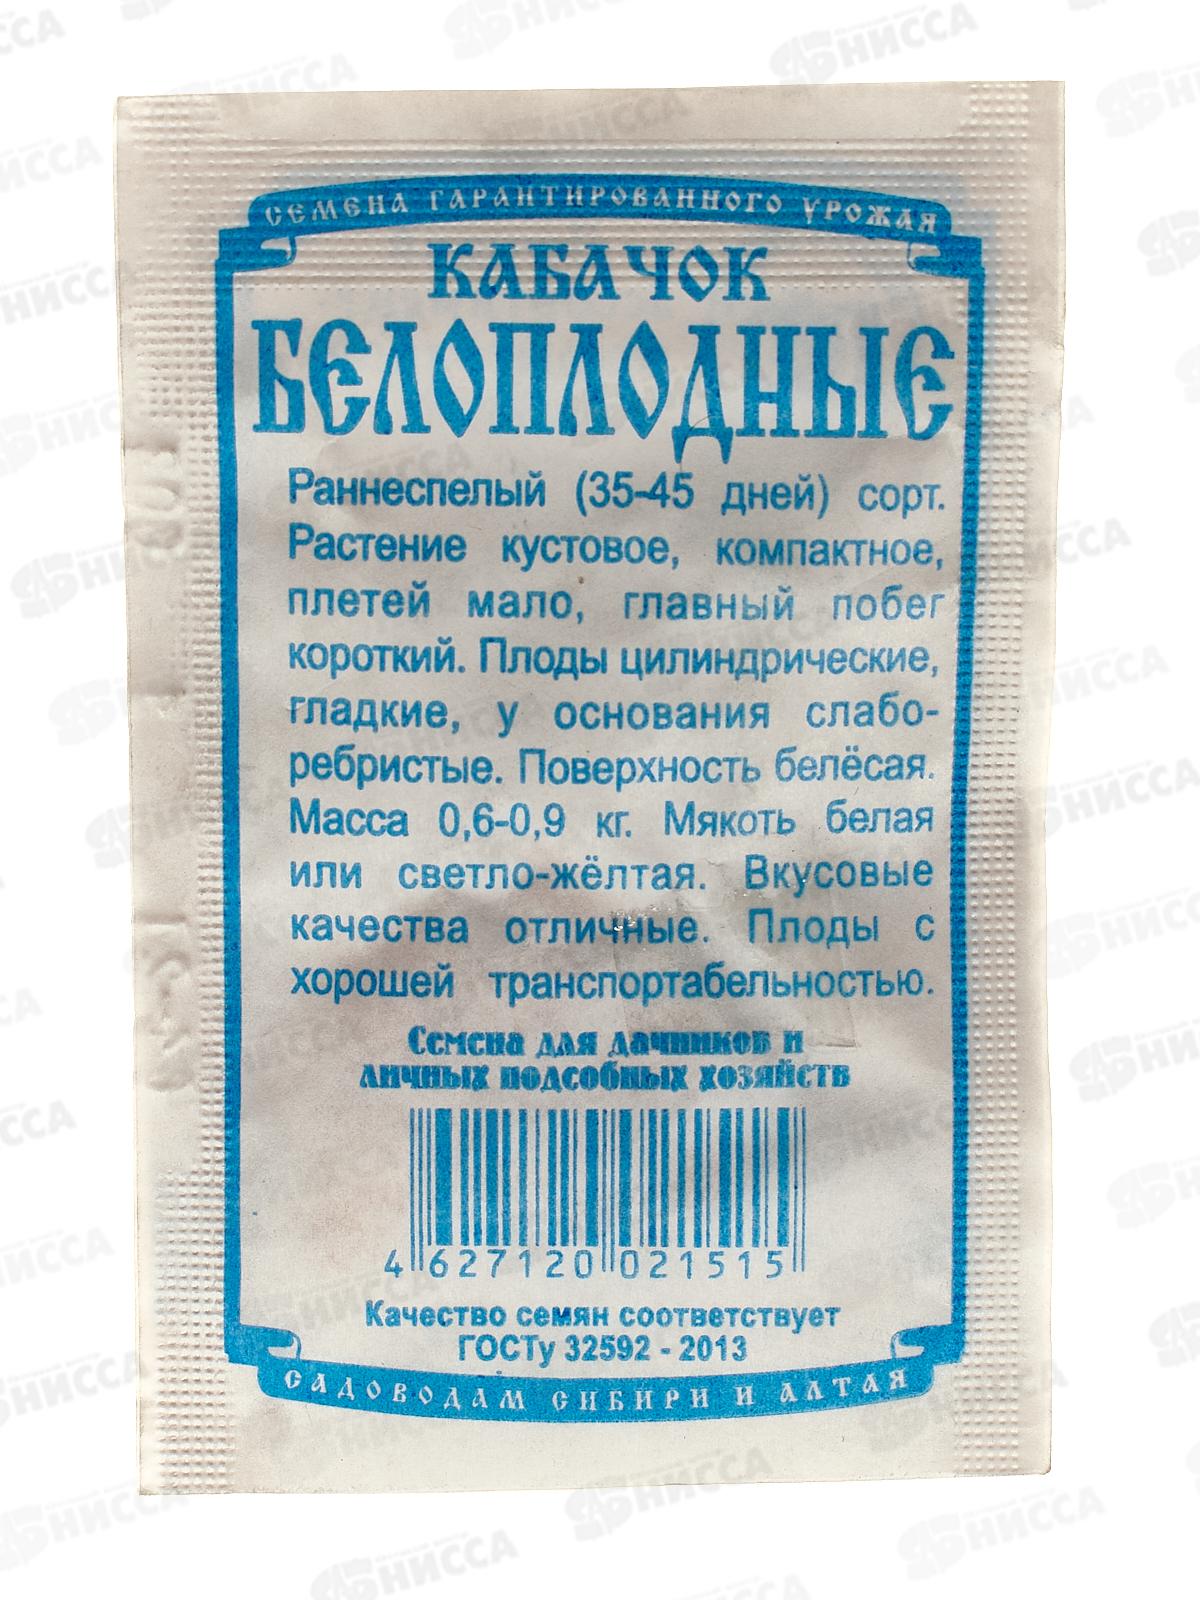 СЕМЕНА ГАРАНТИРОВАННОГО УРОЖАЯ
КАБАЧОК
БЕЛОПЛОДНЫЕ
Раннеспелый (35-45 дней) сорт.
Растение кустовое, компактное,
плетей мало, главный побег
короткий. Плоды цилиндрические,
гладкие, у основания слабо-
ребристые. Поверхность белёсая.
Масса 0,6-0,9 кг. Мякоть белая
или светло-жёлтая. Вкусовые
качества отличные. Плоды с
хорошей транспортабельностью.
Семена для дачников и
личных подсобных хозяйств
4 627120 021515
Качество семян соответствует
ГОСТу 32592 - 2013
САДОВОДАМ СИБИРИ И АЛТАЯ